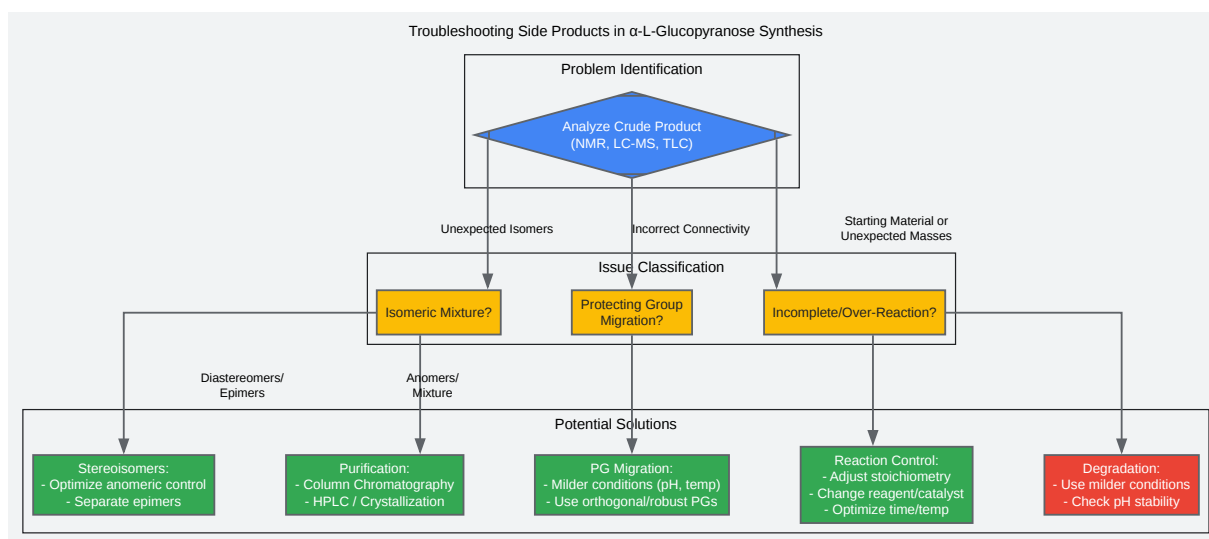 Troubleshooting Side Products in α-L-Glucopyranose Synthesis
Problem Identification
Analyze Crude Product
(NMR, LC-MS, TLC)
Unexpected Isomers
Incorrect Connectivity
Starting Material or
Unexpected Masses
Issue Classification
Isomeric Mixture?
Protecting Group
Migration?
Incomplete/Over-Reaction?
Diastereomers/
Epimers
Anomers/
Mixture
Potential Solutions
Stereoisomers:
- Optimize anomeric control
- Separate epimers
Purification:
- Column Chromatography
- HPLC / Crystallization
PG Migration:
- Milder conditions (pH, temp)
- Use orthogonal/robust PGs
Reaction Control:
- Adjust stoichiometry
- Change reagent/catalyst
- Optimize time/temp
Degradation:
- Use milder conditions
- Check pH stability